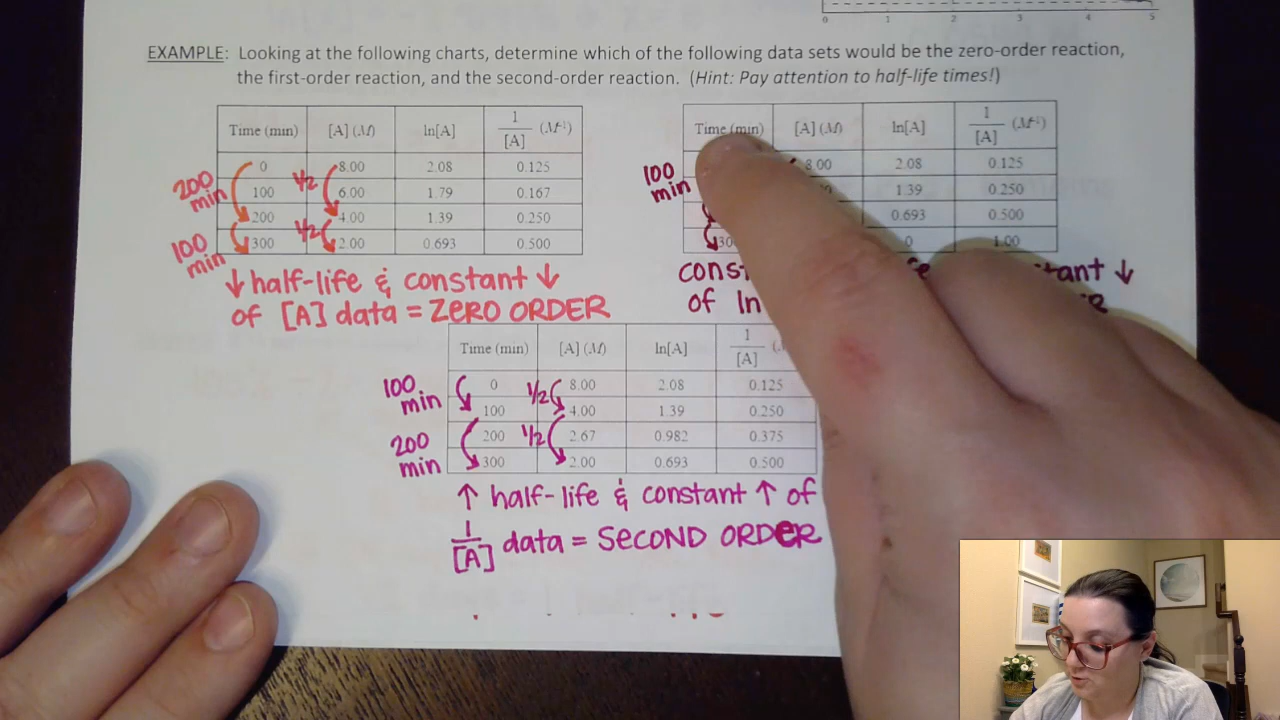 0 1 2 3 4 5
EXAMPLE: Looking at the following charts, determine which of the following data sets would be the zero-order reaction,
the first-order reaction, and the second-order reaction. (Hint: Pay attention to half-life times!)
Time (min) [A] (M) ln[A] 1/[A] (M⁻¹)
0 8.00 2.08 0.125
100 6.00 1.79 0.167
200 4.00 1.39 0.250
300 2.00 0.693 0.500
200 min 1/2
100 min 1/2
↓ half-life & constant ↓
of [A] data = ZERO ORDER
Time (min) [A] (M) ln[A] 1/[A] (M⁻¹)
8.00 2.08 0.125
1.39 0.250
0.693 0.500
0 1.00
100 min
↓
of ln
Time (min) [A] (M) ln[A] 1/[A]
0 8.00 2.08 0.125
100 4.00 1.39 0.250
200 2.67 0.982 0.375
300 2.00 0.693 0.500
100 min 1/2
200 min 1/2
↑ half-life & constant ↑ of
1/[A] data = SECOND ORDER